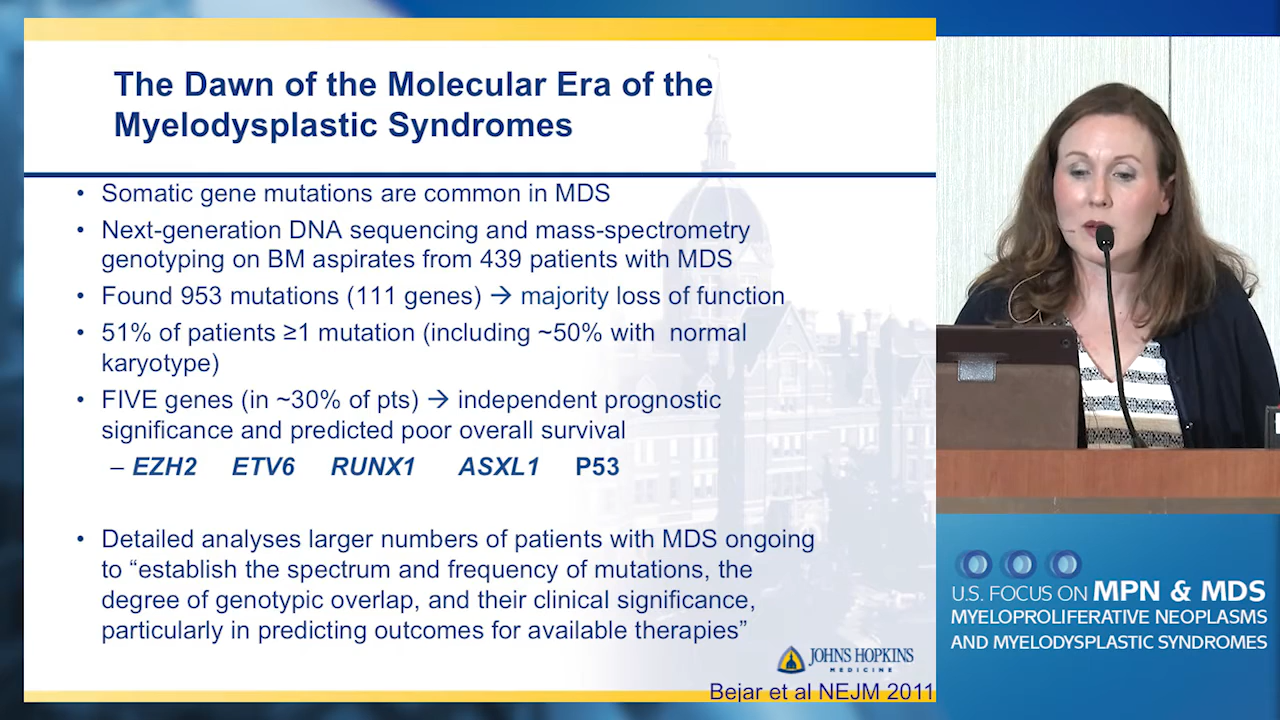 The Dawn of the Molecular Era of the
Myelodysplastic Syndromes
• Somatic gene mutations are common in MDS
• Next-generation DNA sequencing and mass-spectrometry
genotyping on BM aspirates from 439 patients with MDS
• Found 953 mutations (111 genes) → majority loss of function
• 51% of patients ≥1 mutation (including ~50% with normal
karyotype)
• FIVE genes (in ~30% of pts) → independent prognostic
significance and predicted poor overall survival
– EZH2 ETV6 RUNX1 ASXL1 P53
• Detailed analyses larger numbers of patients with MDS ongoing
to “establish the spectrum and frequency of mutations, the
degree of genotypic overlap, and their clinical significance,
particularly in predicting outcomes for available therapies”
JOHNS HOPKINS
MEDICINE
Bejar et al NEJM 2011
U.S. FOCUS ON MPN & MDS
MYELOPROLIFERATIVE NEOPLASMS
AND MYELODYSPLASTIC SYNDROMES